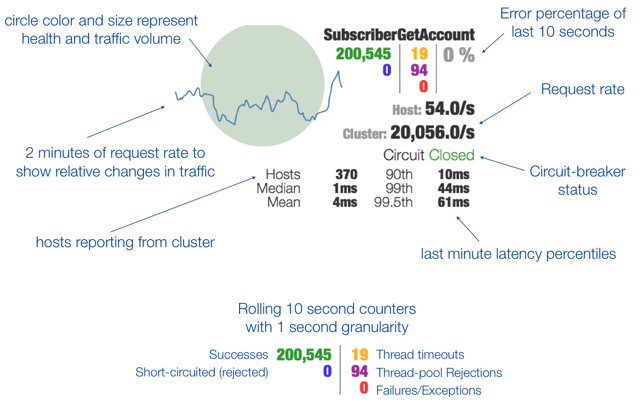 circle color and size represent
health and traffic volume
Error percentage of
last 10 seconds
SubscriberGetAccount
200,545 19 0 %
0 94
0
Request rate
Host: 54.0/s
Cluster: 20,056.0/s
2 minutes of request rate to
show relative changes in traffic
Circuit Closed
Circuit-breaker
status
Hosts 370 90th 10ms
Median 1ms 99th 44ms
Mean 4ms 99.5th 61ms
hosts reporting from cluster
last minute latency percentiles
Rolling 10 second counters
with 1 second granularity
Successes 200,545 19 Thread timeouts
Short-circuited (rejected) 0 94 Thread-pool Rejections
0 Failures/Exceptions